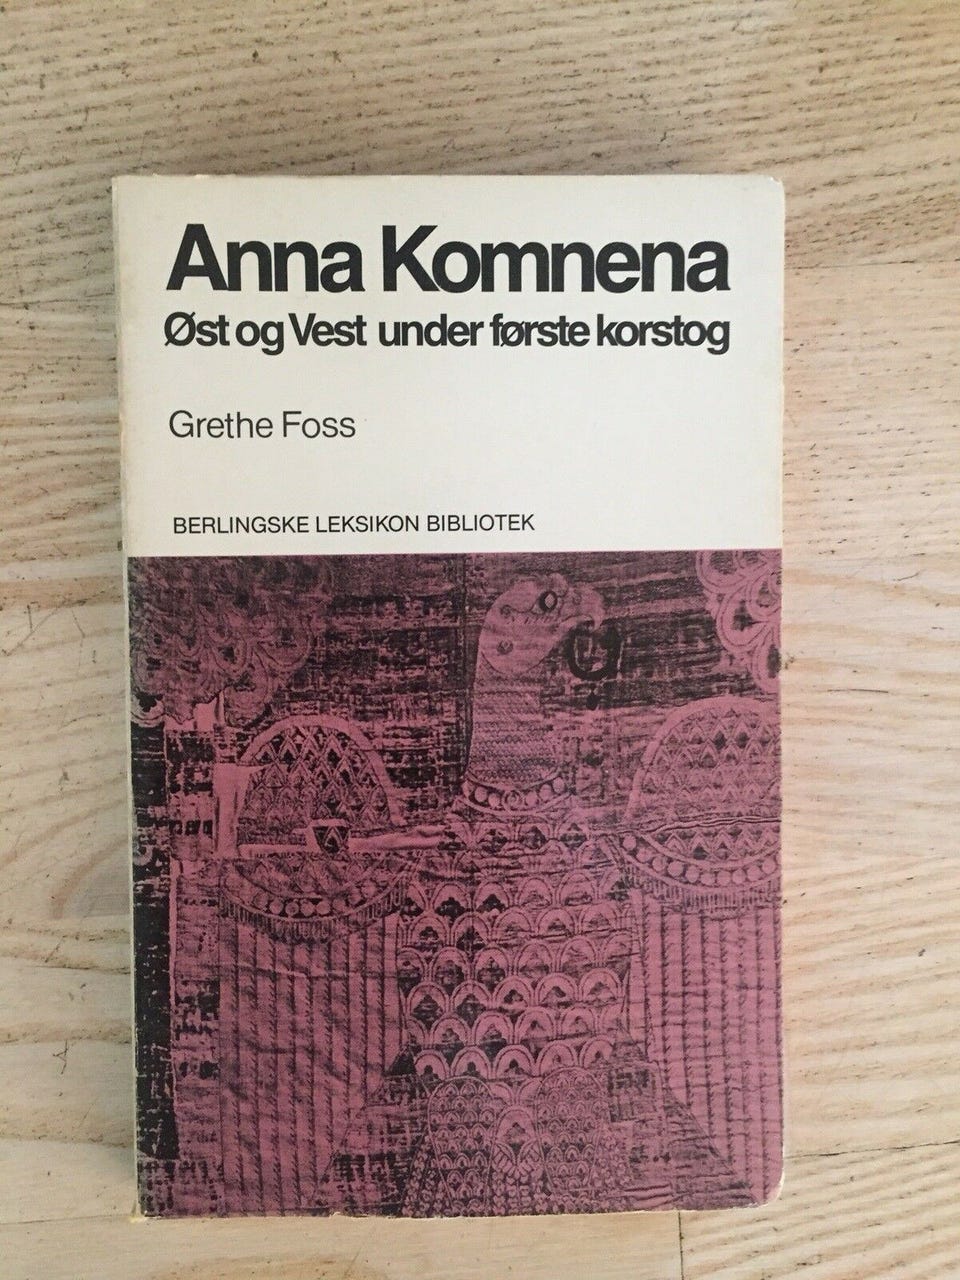 Anna Komnena
Øst og Vest under første korstog
Grethe Foss
BERLINGSKE LEKSIKON BIBLIOTEK